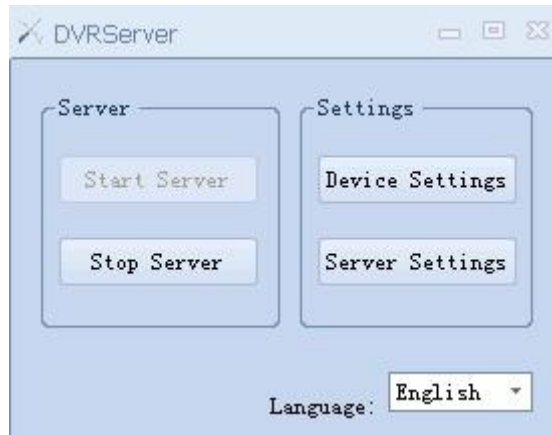 DVRServer
Server
Start Server
Stop Server
Settings
Device Settings
Server Settings
Language: English